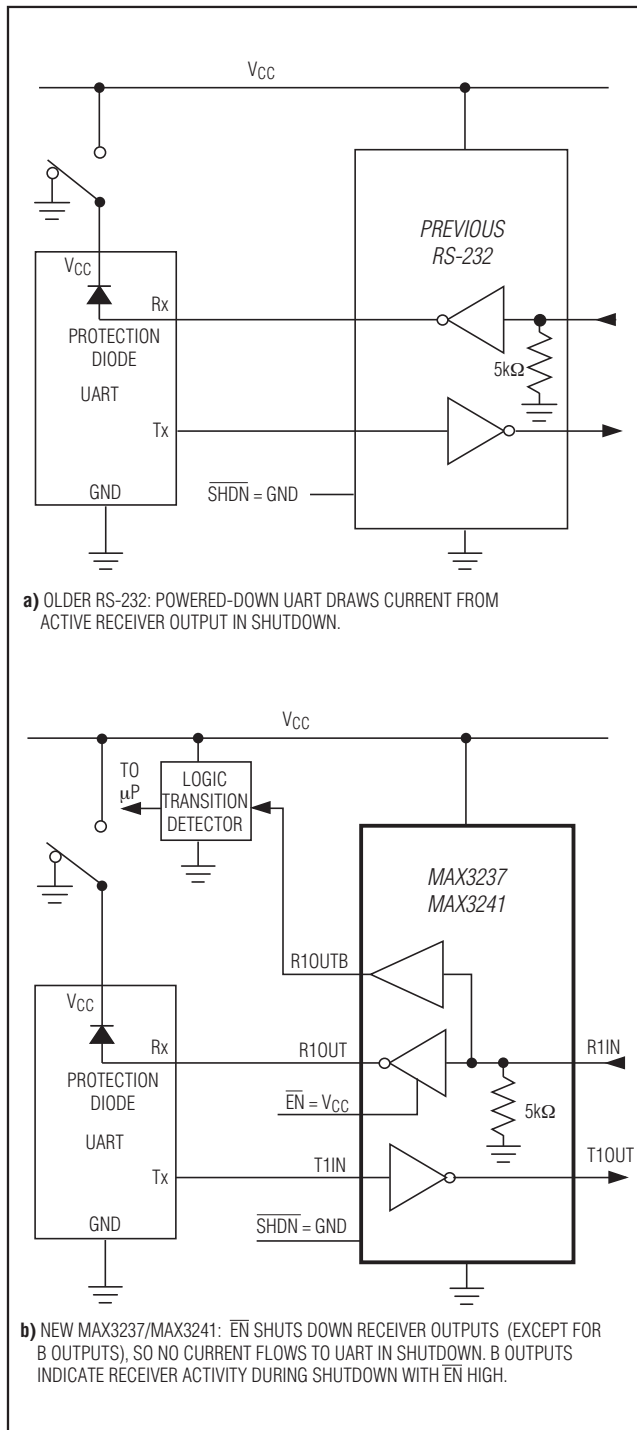 VCC
PREVIOUS
RS-232
VCC
Rx
PROTECTION
DIODE
5kΩ
UART
Tx
SHDN = GND
GND
a) OLDER RS-232: POWERED-DOWN UART DRAWS CURRENT FROM
ACTIVE RECEIVER OUTPUT IN SHUTDOWN.
VCC
TO
μP
LOGIC
TRANSITION
DETECTOR
MAX3237
MAX3241
R1OUTB
VCC
Rx
R1OUT
R1IN
PROTECTION
DIODE
EN = VCC
5kΩ
UART
Tx
T1IN
T1OUT
GND
SHDN = GND
b) NEW MAX3237/MAX3241: EN SHUTS DOWN RECEIVER OUTPUTS (EXCEPT FOR
B OUTPUTS), SO NO CURRENT FLOWS TO UART IN SHUTDOWN. B OUTPUTS
INDICATE RECEIVER ACTIVITY DURING SHUTDOWN WITH EN HIGH.